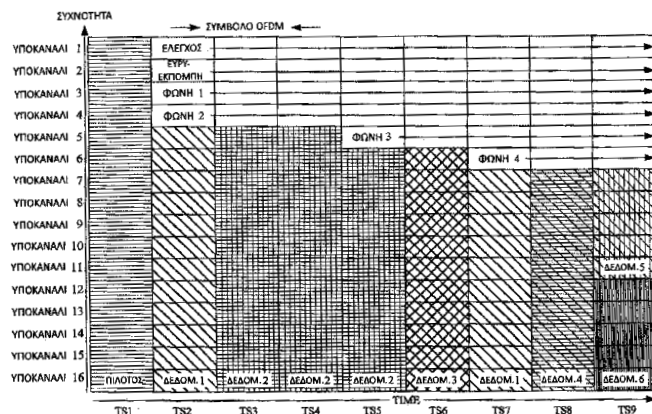 ΣΥΧΝΟΤΗΤΑ
ΣΥΜΒΟΛΟ OFDM
ΥΠΟΚΑΝΑΛΙ 1 ΕΛΕΓΧΟΣ
ΥΠΟΚΑΝΑΛΙ 2 ΕΥΡΥ-
ΕΚΠΟΜΠΗ
ΥΠΟΚΑΝΑΛΙ 3 ΦΩΝΗ 1
ΥΠΟΚΑΝΑΛΙ 4 ΦΩΝΗ 2
ΥΠΟΚΑΝΑΛΙ 5 ΦΩΝΗ 3
ΥΠΟΚΑΝΑΛΙ 6 ΦΩΝΗ 4
ΥΠΟΚΑΝΑΛΙ 7
ΥΠΟΚΑΝΑΛΙ 8
ΥΠΟΚΑΝΑΛΙ 9
ΥΠΟΚΑΝΑΛΙ 10
ΥΠΟΚΑΝΑΛΙ 11 ΔΕΔΟΜ.5
ΥΠΟΚΑΝΑΛΙ 12
ΥΠΟΚΑΝΑΛΙ 13
ΥΠΟΚΑΝΑΛΙ 14
ΥΠΟΚΑΝΑΛΙ 15
ΥΠΟΚΑΝΑΛΙ 16 ΠΙΛΟΤΟΣ ΔΕΔΟΜ.1 ΔΕΔΟΜ.2 ΔΕΔΟΜ.2 ΔΕΔΟΜ.2 ΔΕΔΟΜ.3 ΔΕΔΟΜ.1 ΔΕΔΟΜ.4 ΔΕΔΟΜ.6
TIME
TS1 TS2 TS3 TS4 TS5 TS6 TS7 TS8 TS9